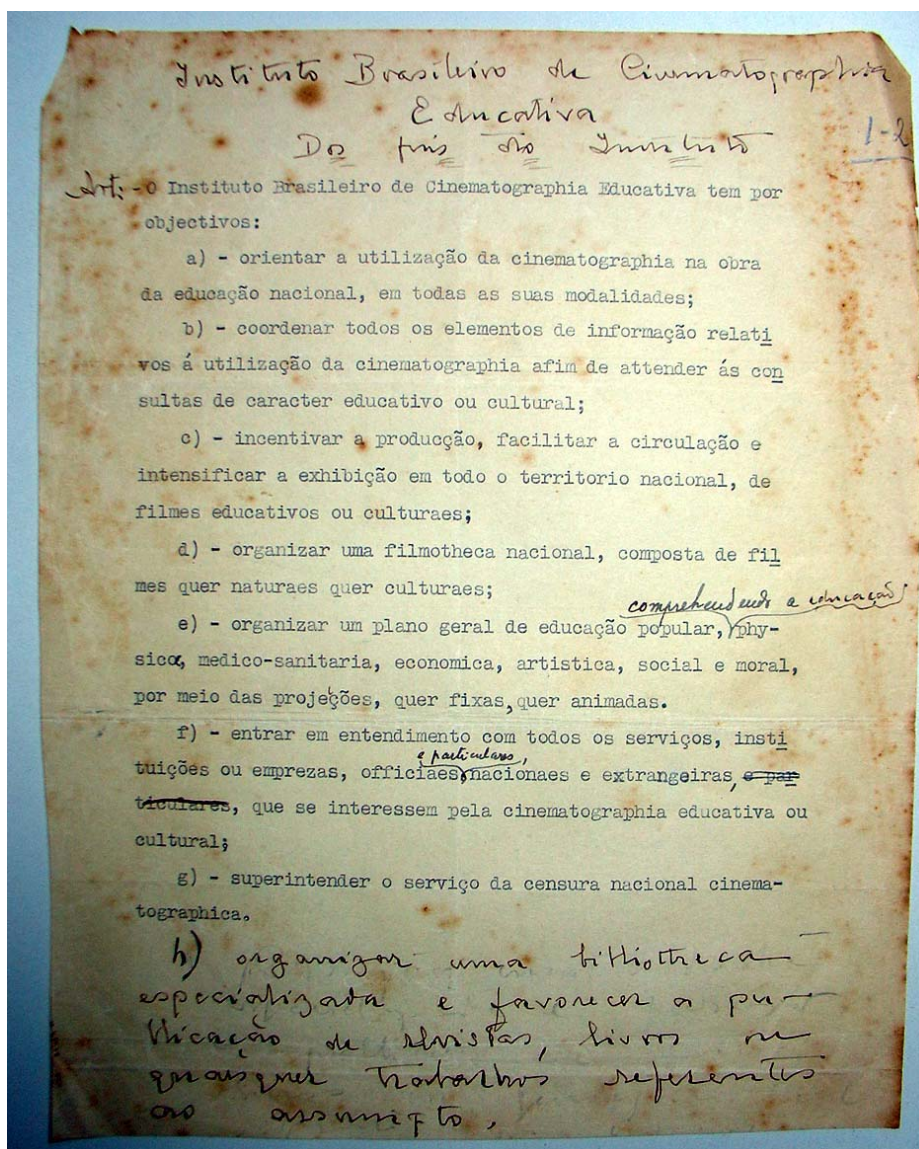 Instituto Brasileiro de Cinematographia
Educativa
Dos fins do Instituto
1-2
Art: - O Instituto Brasileiro de Cinematographia Educativa tem por
objectivos:
a) - orientar a utilização da cinematographia na obra
da educação nacional, em todas as suas modalidades;
b) - coordenar todos os elementos de informação relati
vos á utilização da cinematographia afim de attender ás con
sultas de caracter educativo ou cultural;
c) - incentivar a producção, facilitar a circulação e
intensificar a exhibição em todo o territorio nacional, de
filmes educativos ou culturaes;
d) - organizar uma filmotheca nacional, composta de fil
mes quer naturaes quer culturaes;
comprehendendo a educação
e) - organizar um plano geral de educação popular, phy-
sica, medico-sanitaria, economica, artistica, social e moral,
por meio das projeções, quer fixas, quer animadas.
f) - entrar em entendimento com todos os serviços, insti
e particulares,
tuições ou emprezas, officiaes nacionaes e extrangeiras, e par
ticulares, que se interessem pela cinematographia educativa ou
cultural;
g) - superintender o serviço da censura nacional cinema-
tographica.
h) organizar uma bibliotheca
especializada e favorecer a pu-
blicação de revistas, livros ou
quaesquer trabalhos referentes
ao assumpto.